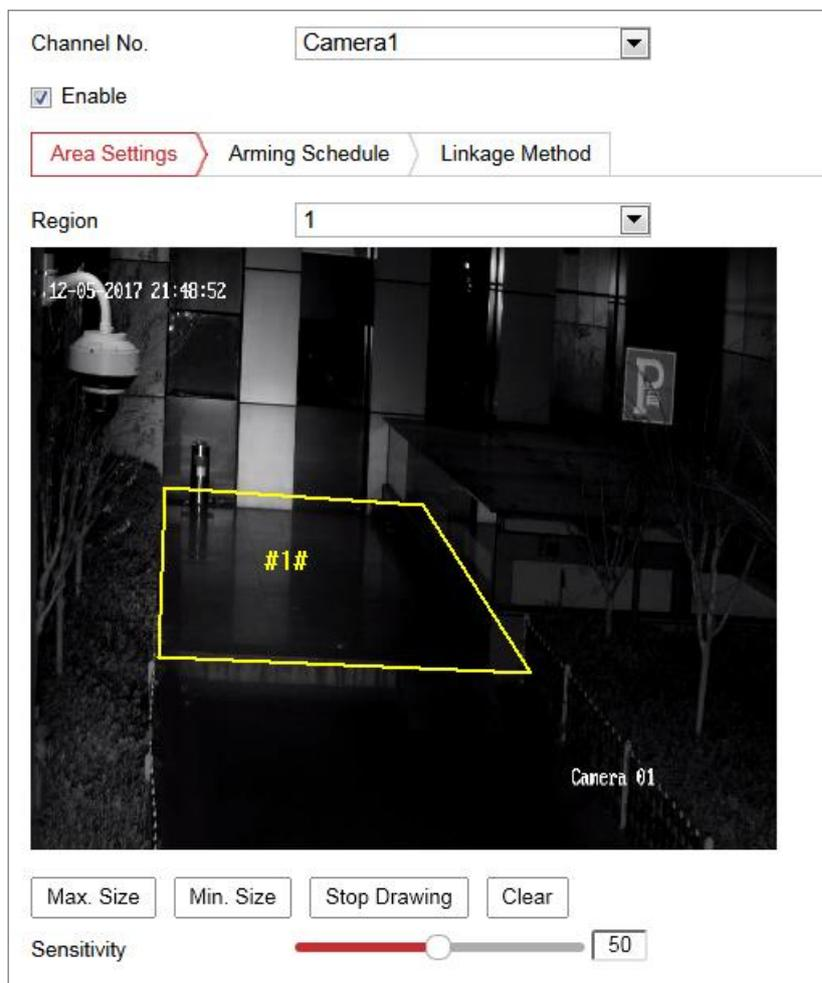 Channel No. Camera1
Enable
Area Settings Arming Schedule Linkage Method
Region 1
12-05-2017 21:48:52
P
#1#
Camera 01
Max. Size Min. Size Stop Drawing Clear
Sensitivity 50